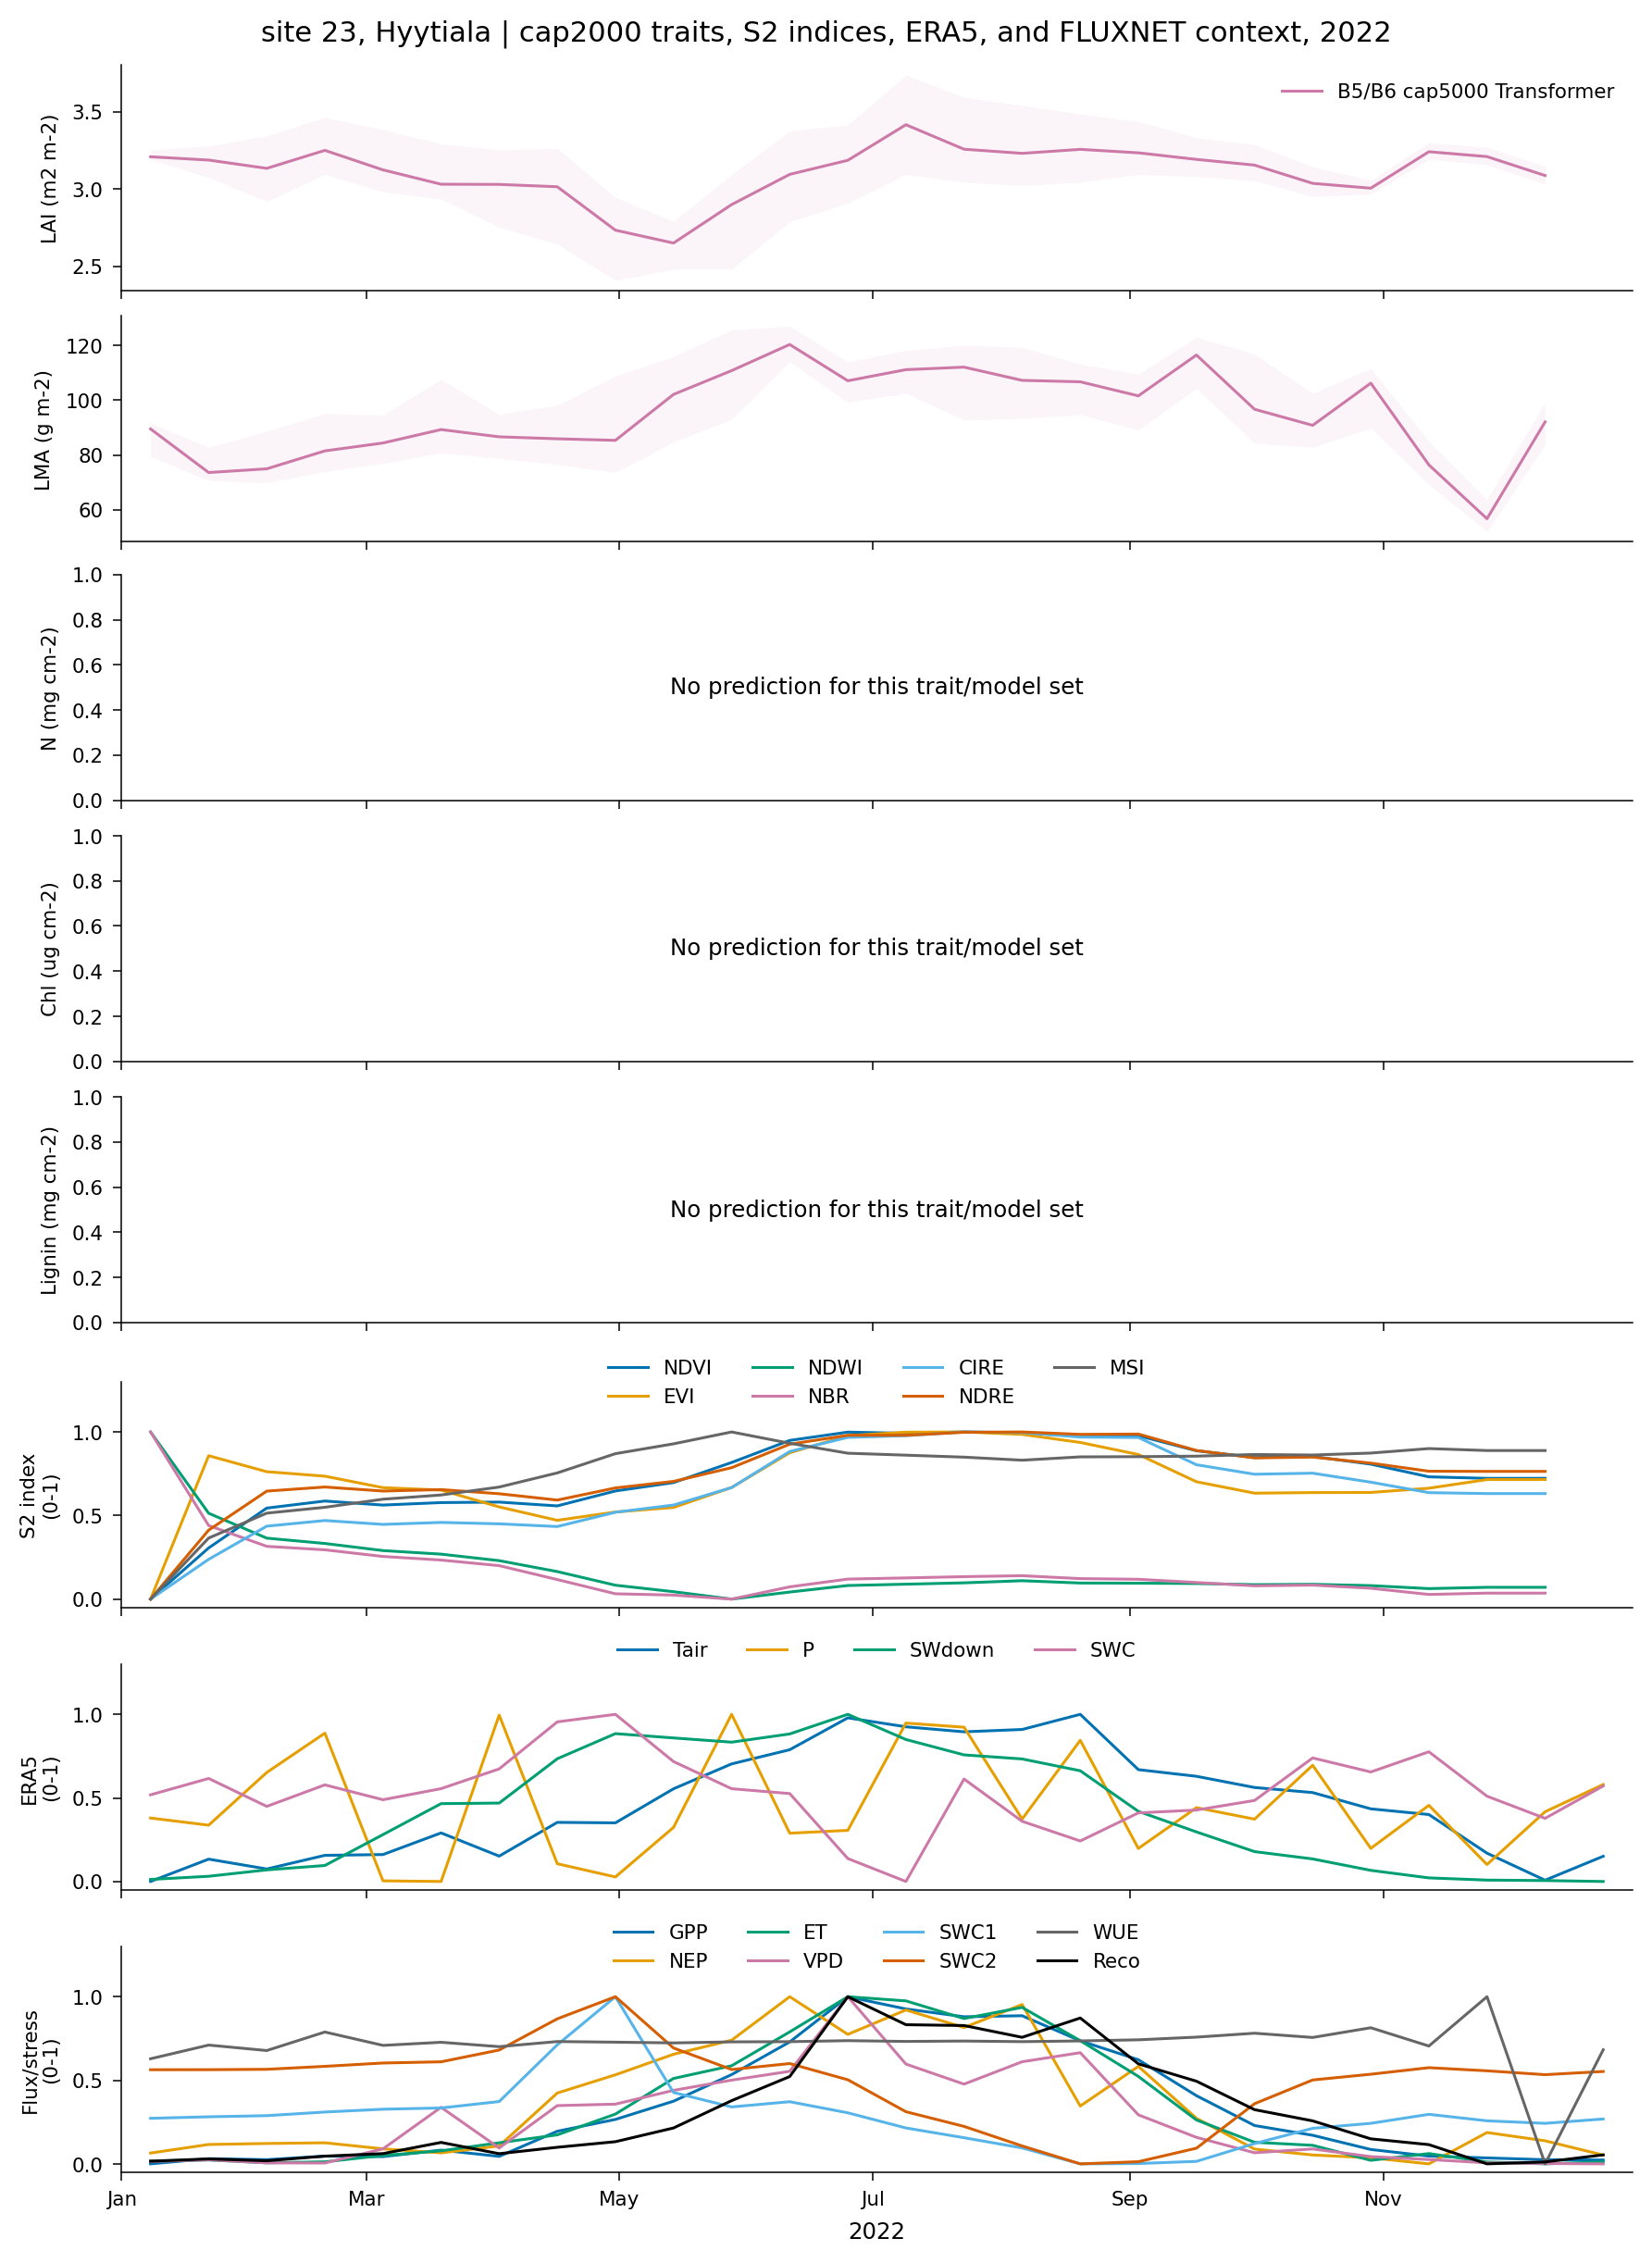 site 23, Hyytiala | cap2000 traits, S2 indices, ERA5, and FLUXNET context, 2022
B5/B6 cap5000 Transformer
LAI (m2 m-2)
3.5
3.0
2.5
LMA (g m-2)
120
100
80
60
N (mg cm-2)
1.0
0.8
0.6
0.4
0.2
0.0
No prediction for this trait/model set
Chl (ug cm-2)
1.0
0.8
0.6
0.4
0.2
0.0
No prediction for this trait/model set
Lignin (mg cm-2)
1.0
0.8
0.6
0.4
0.2
0.0
No prediction for this trait/model set
NDVI NDWI CIRE MSI
EVI NBR NDRE
S2 index
(0-1)
1.0
0.5
0.0
Tair P SWdown SWC
ERA5
(0-1)
1.0
0.5
0.0
GPP ET SWC1 WUE
NEP VPD SWC2 Reco
Flux/stress
(0-1)
1.0
0.5
0.0
Jan Mar May Jul Sep Nov
2022